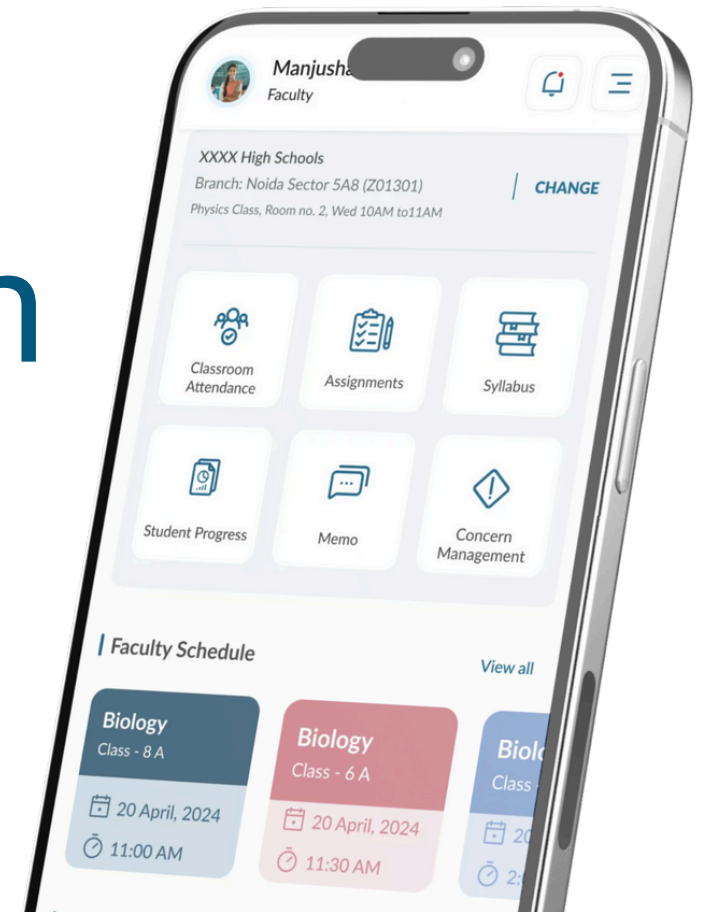 Manjusha
Faculty
XXXX High Schools
Branch: Noida Sector 5A8 (Z01301)
CHANGE
Physics Class, Room no. 2, Wed 10AM to11AM
n
Classroom
Attendance
Assignments
Syllabus
Student Progress
Memo
Concern
Management
Faculty Schedule
View all
Biology
Class - 8 A
20 April, 2024
11:00 AM
Biology
Class - 6 A
20 April, 2024
11:30 AM
Class